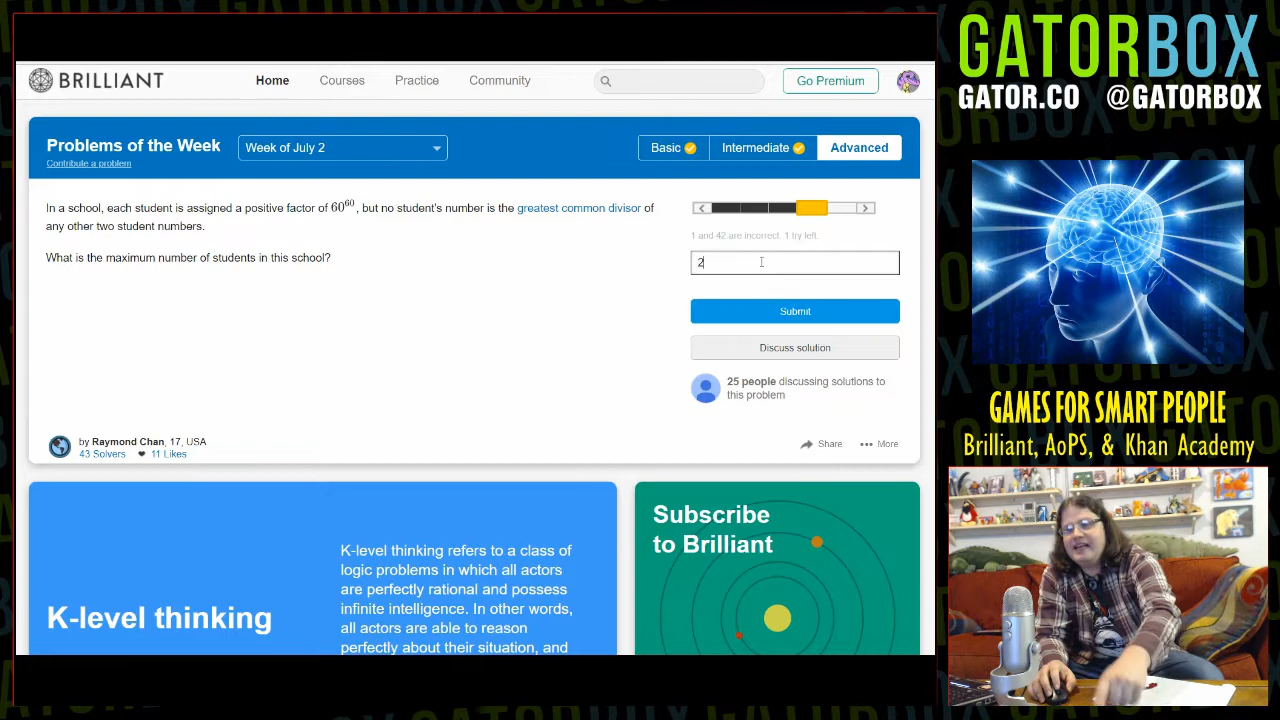 BRILLIANT
Home
Courses
Practice
Community
Go Premium
Problems of the Week
Contribute a problem
Week of July 2
Basic
Intermediate
Advanced
In a school, each student is assigned a positive factor of 60^60, but no student's number is the greatest common divisor of
any other two student numbers.
What is the maximum number of students in this school?
1 and 42 are incorrect. 1 try left.
2
Submit
Discuss solution
25 people discussing solutions to
this problem
by Raymond Chan, 17, USA
43 Solvers
11 Likes
Share
More
K-level thinking
K-level thinking refers to a class of
logic problems in which all actors
are perfectly rational and possess
infinite intelligence. In other words,
all actors are able to reason
perfectly about their situation, and
Subscribe
to Brilliant
GATORBOX
GATOR.CO @GATORBOX
GAMES FOR SMART PEOPLE
Brilliant, AoPS, & Khan Academy